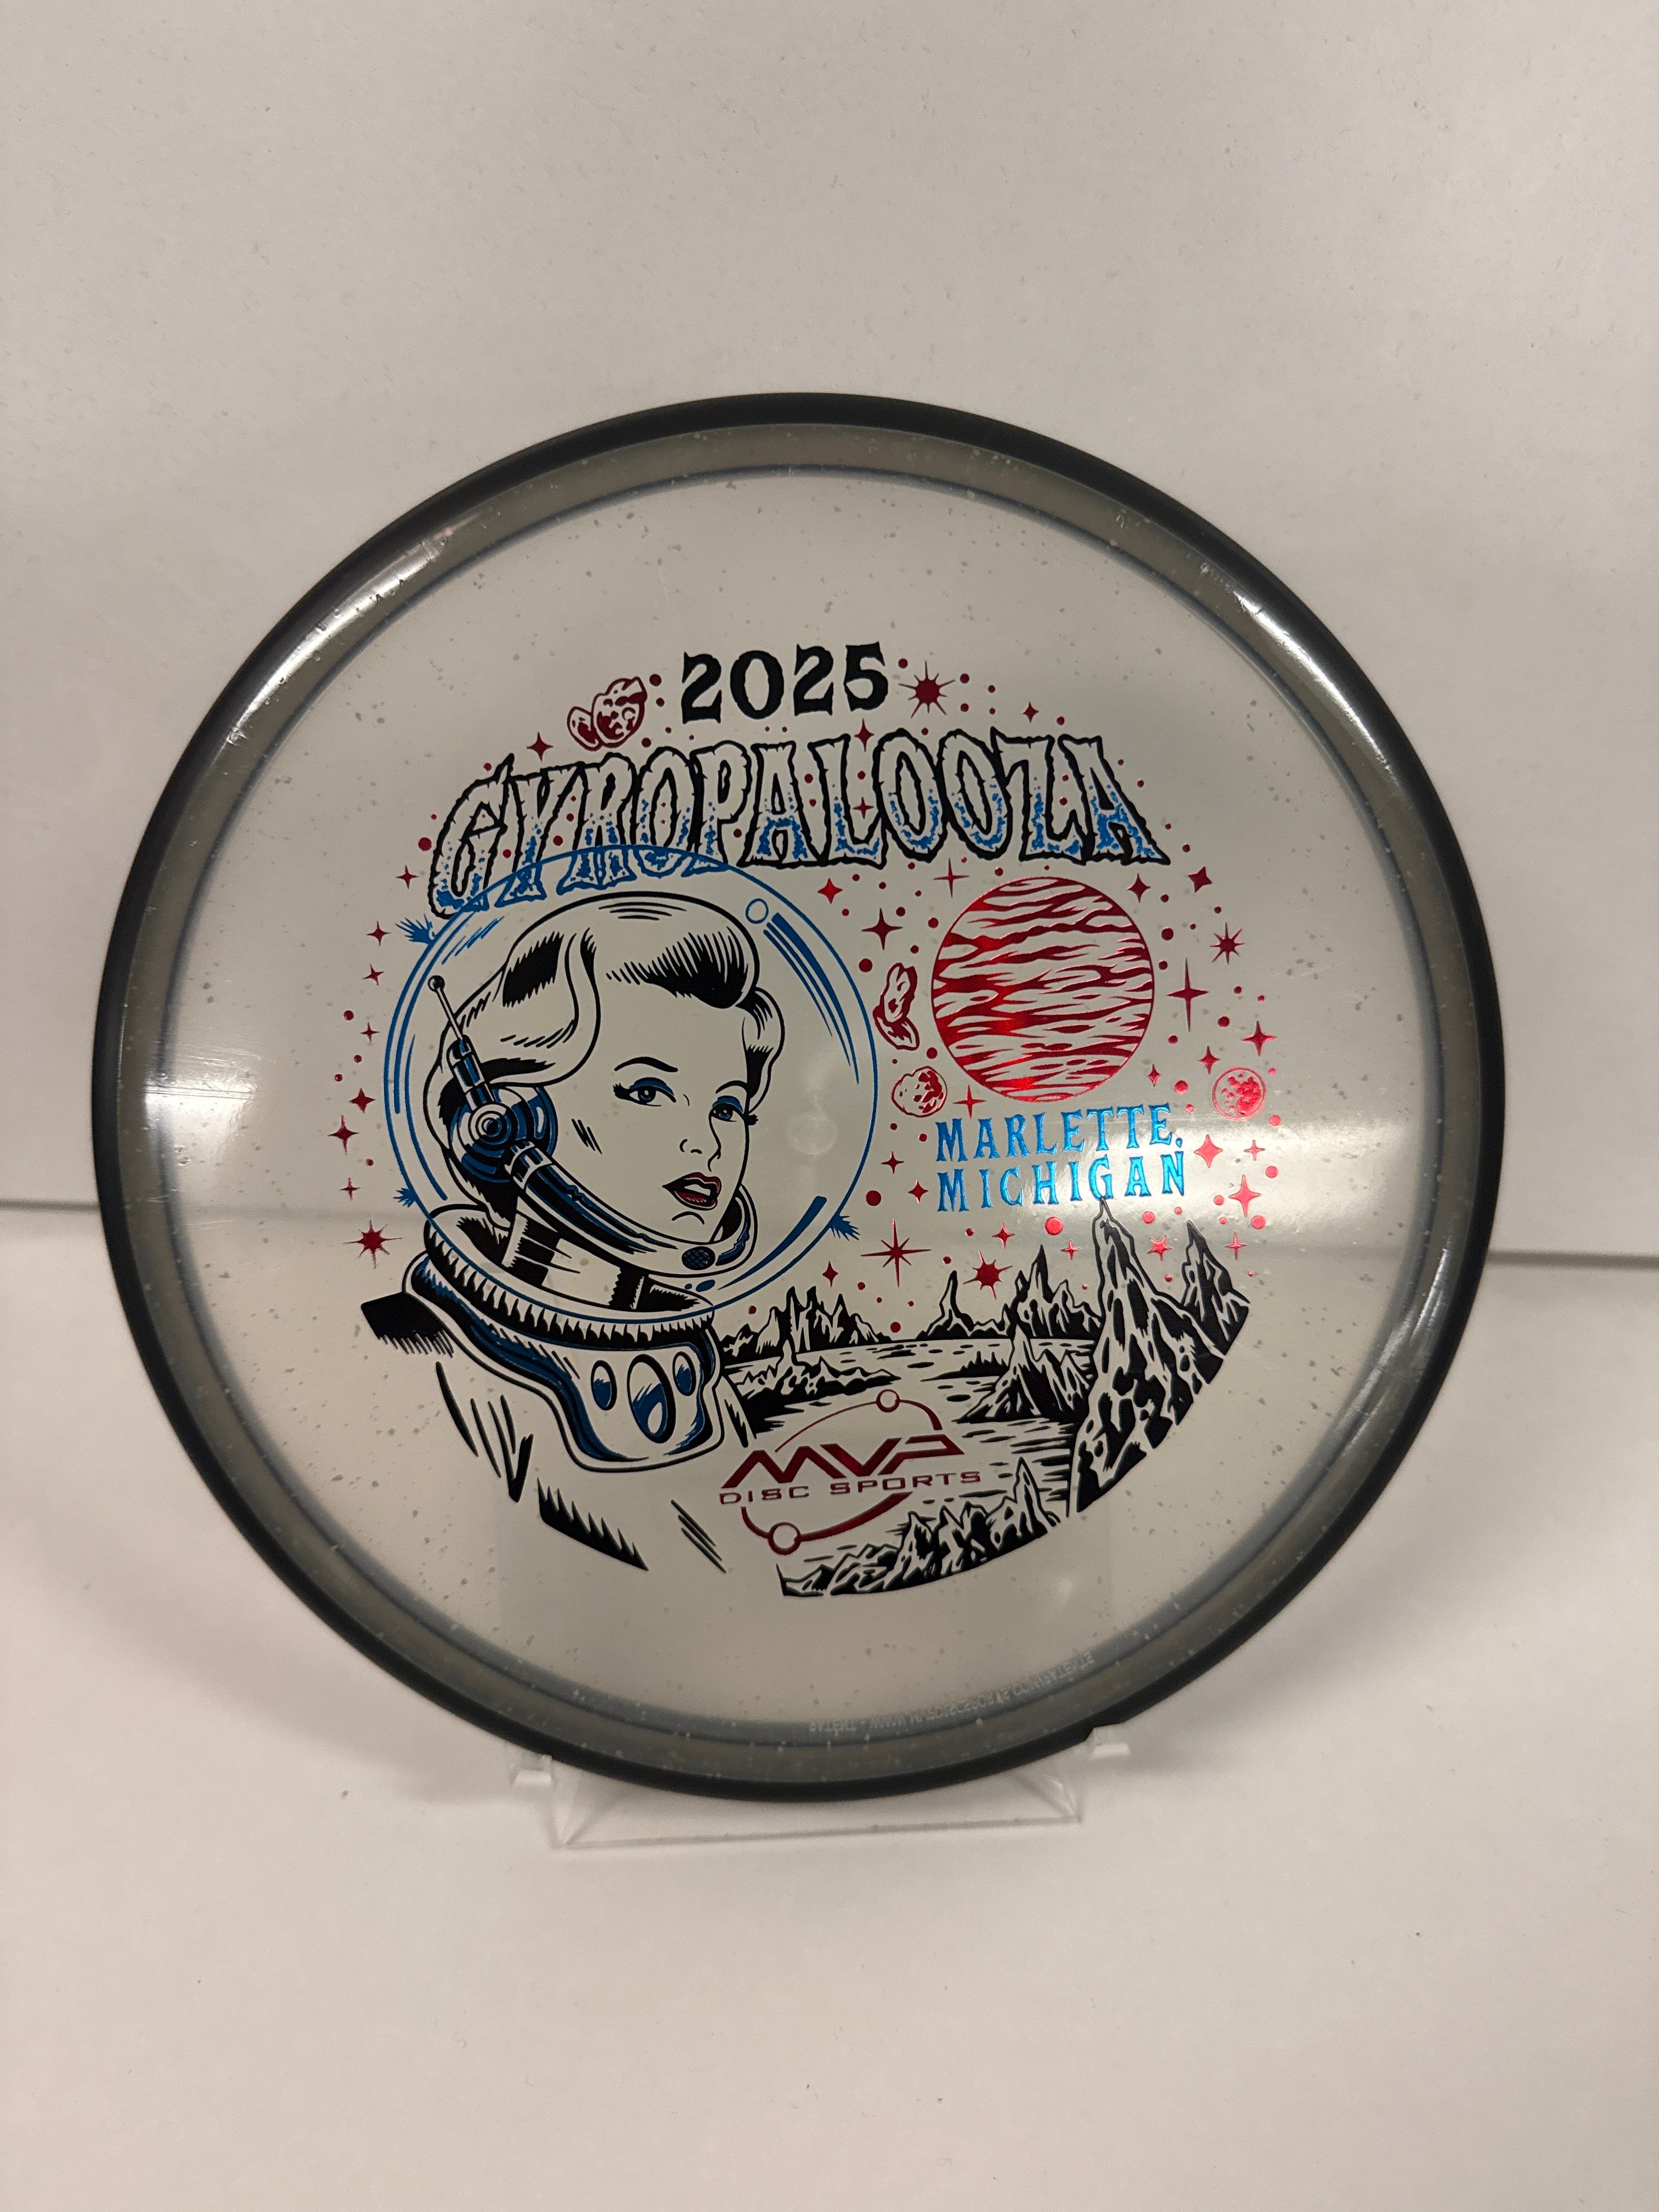 2025
GYROPALOOZA
MARLETTE,
MICHIGAN
MVP
DISC SPORTS